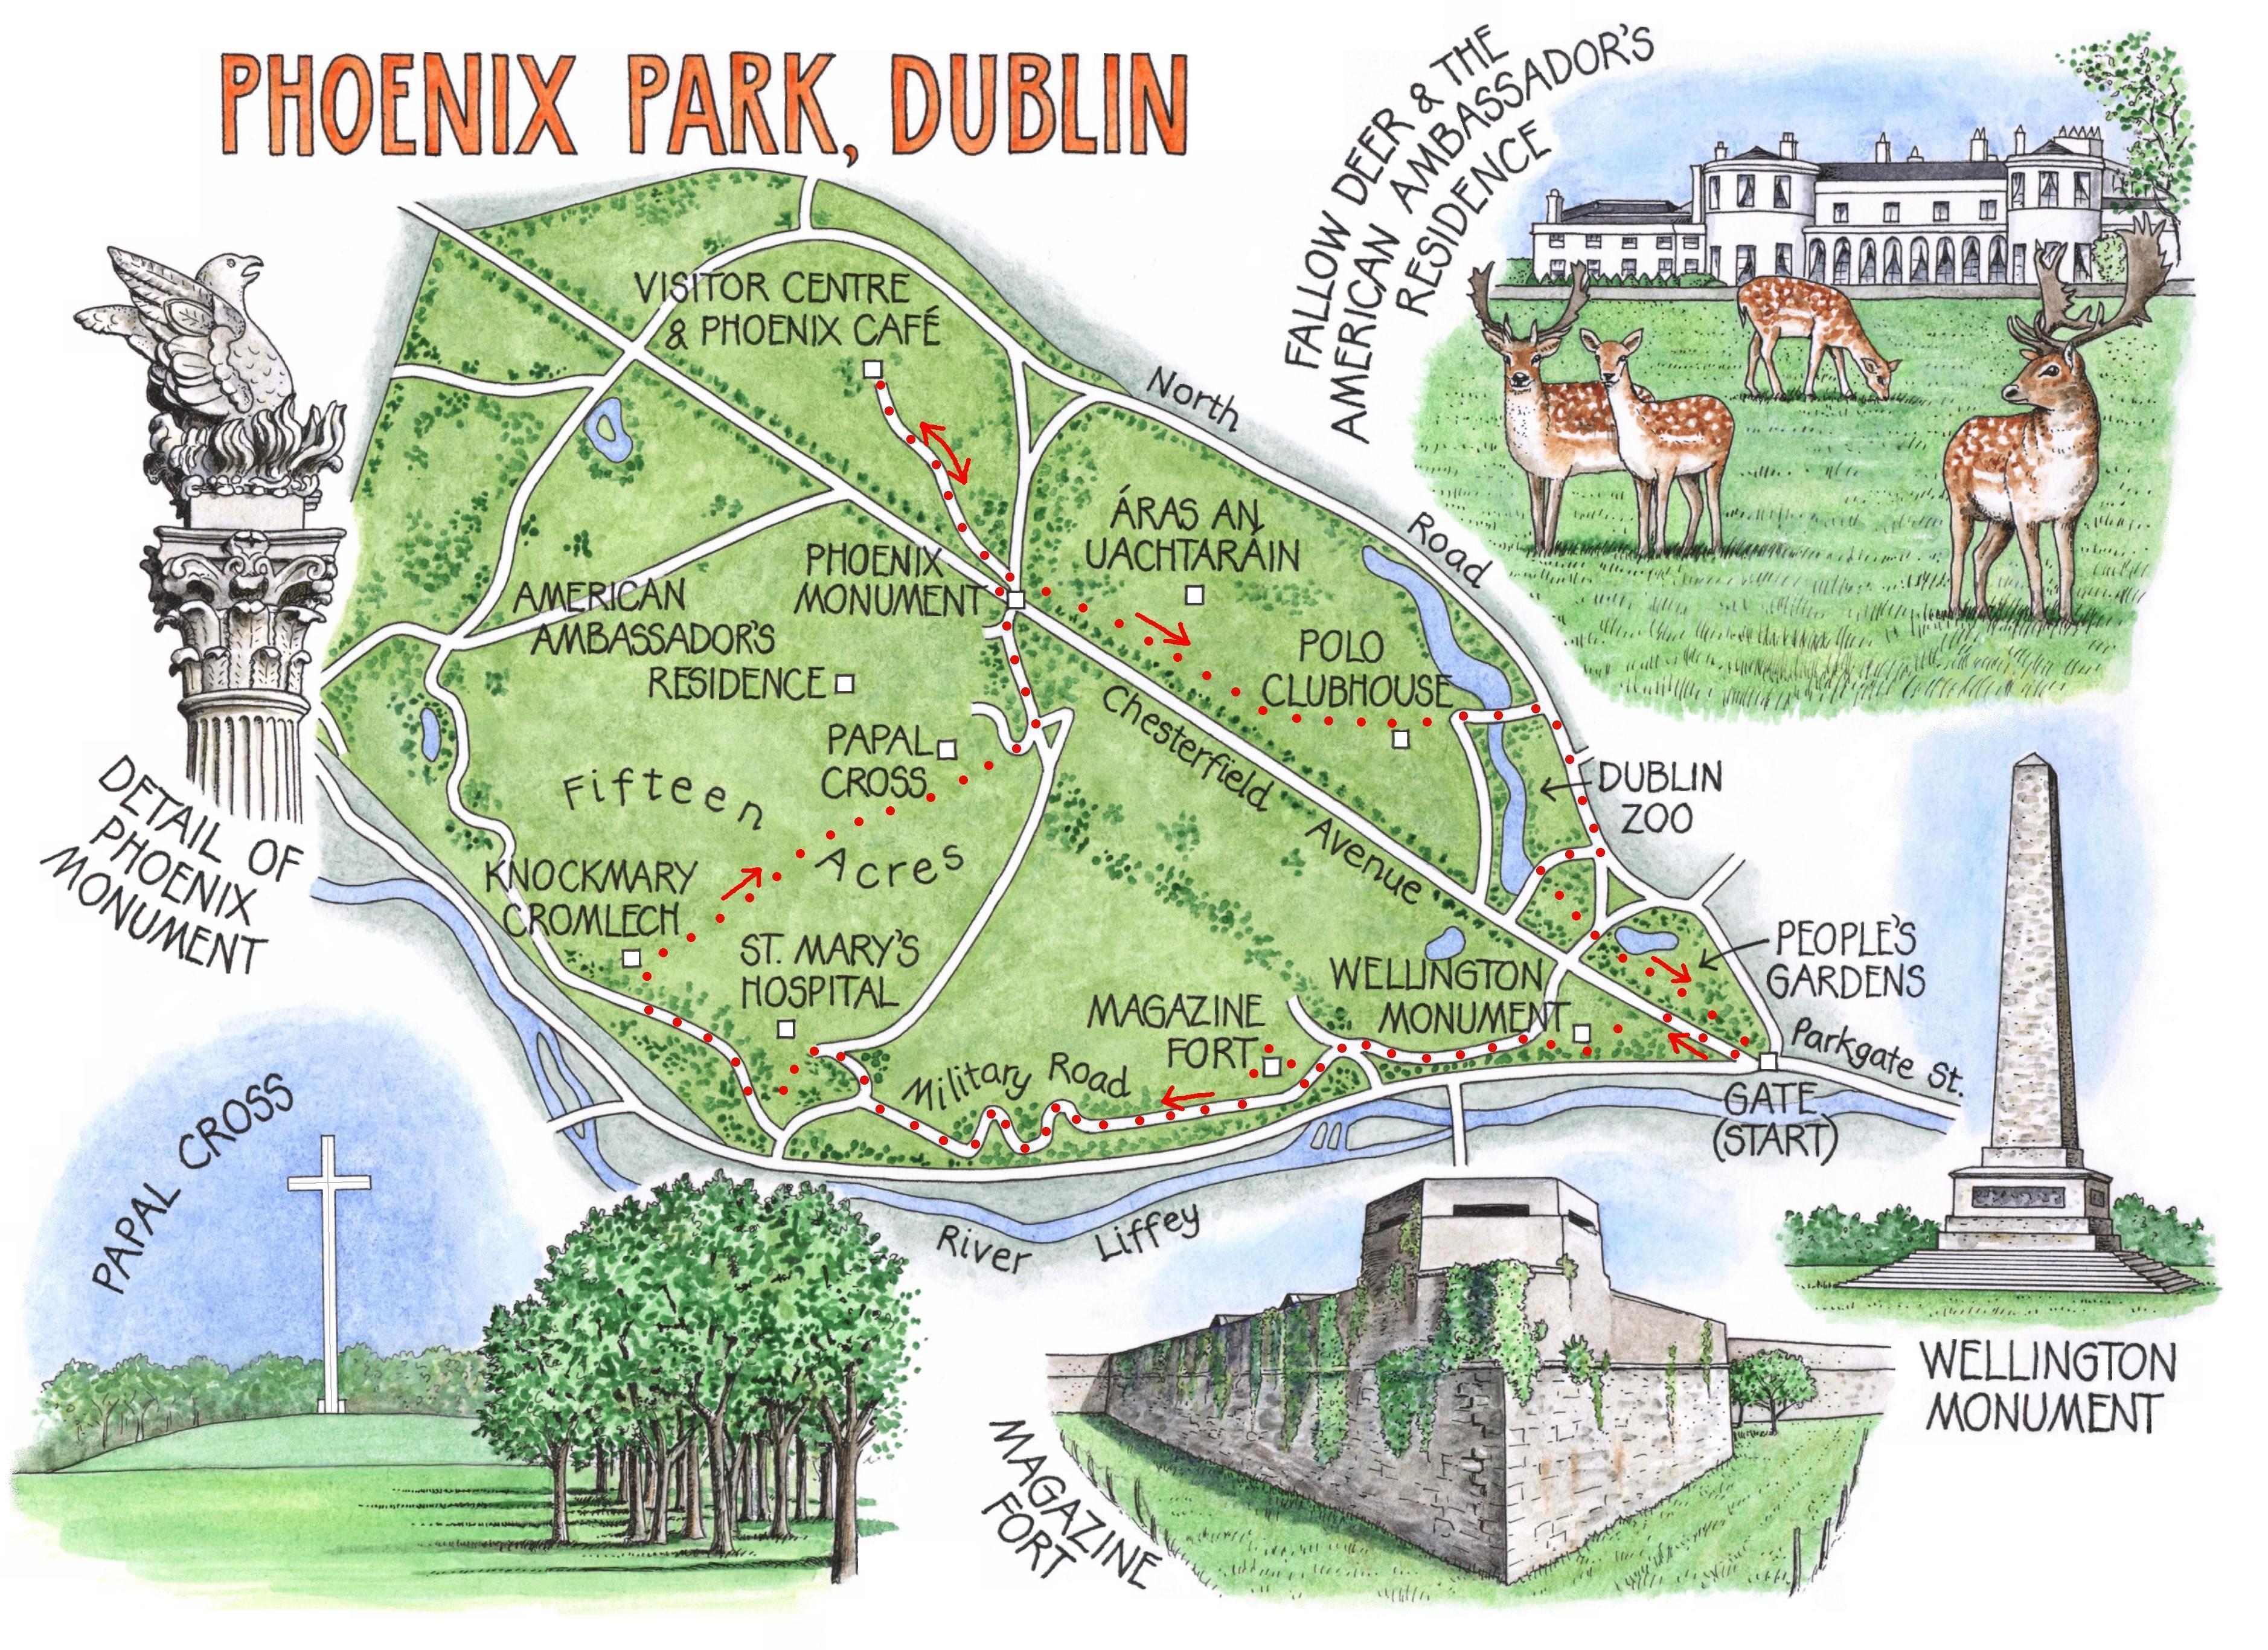 PHOENIX PARK, DUBLIN
FALLOW DEER & THE
AMERICAN AMBASSADOR'S
RESIDENCE
VISITOR CENTRE
& PHOENIX CAFÉ
North
Road
ÁRAS AN
UACHTARÁIN
PHOENIX
MONUMENT
AMERICAN
AMBASSADOR'S
RESIDENCE
POLO
CLUBHOUSE
Chesterfield
Avenue
PAPAL
CROSS
Fifteen
Acres
DUBLIN
ZOO
DETAIL OF
PHOENIX
MONUMENT
KNOCKMARY
CROMLECH
ST. MARY'S
HOSPITAL
PEOPLE'S
GARDENS
WELLINGTON
MONUMENT
MAGAZINE
FORT
Military Road
Parkgate St.
GATE
(START)
River Liffey
PAPAL CROSS
MAGAZINE
FORT
WELLINGTON
MONUMENT